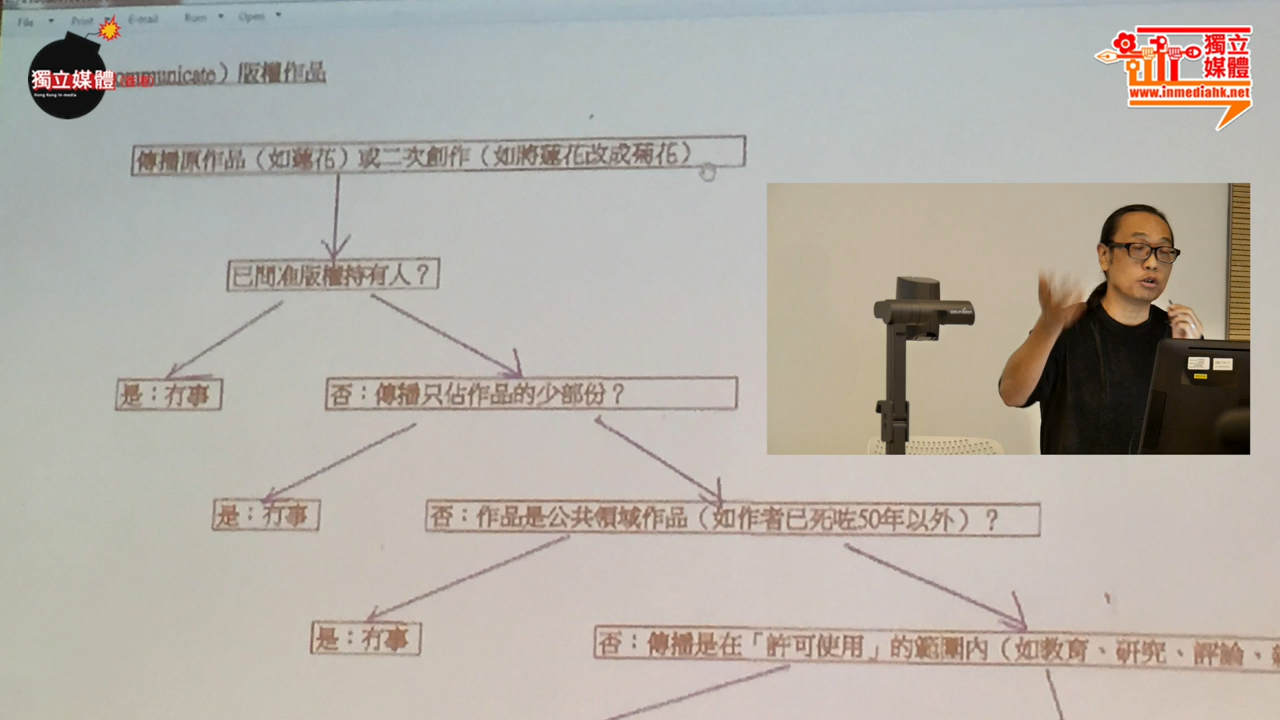 File Print E-mail Burn Open
獨立媒體
Hong Kong In-media
communicate）版權作品
獨立
媒體
www.inmediahk.net
傳播原作品（如蓮花）或二次創作（如將蓮花改成菊花）
已問准版權持有人？
是：冇事
否：傳播只佔作品的少部份？
是：冇事
否：作品是公共領域作品（如作者已死咗50年以外）？
是：冇事
否：傳播是在「許可使用」的範圍內（如教育、研究、評論、